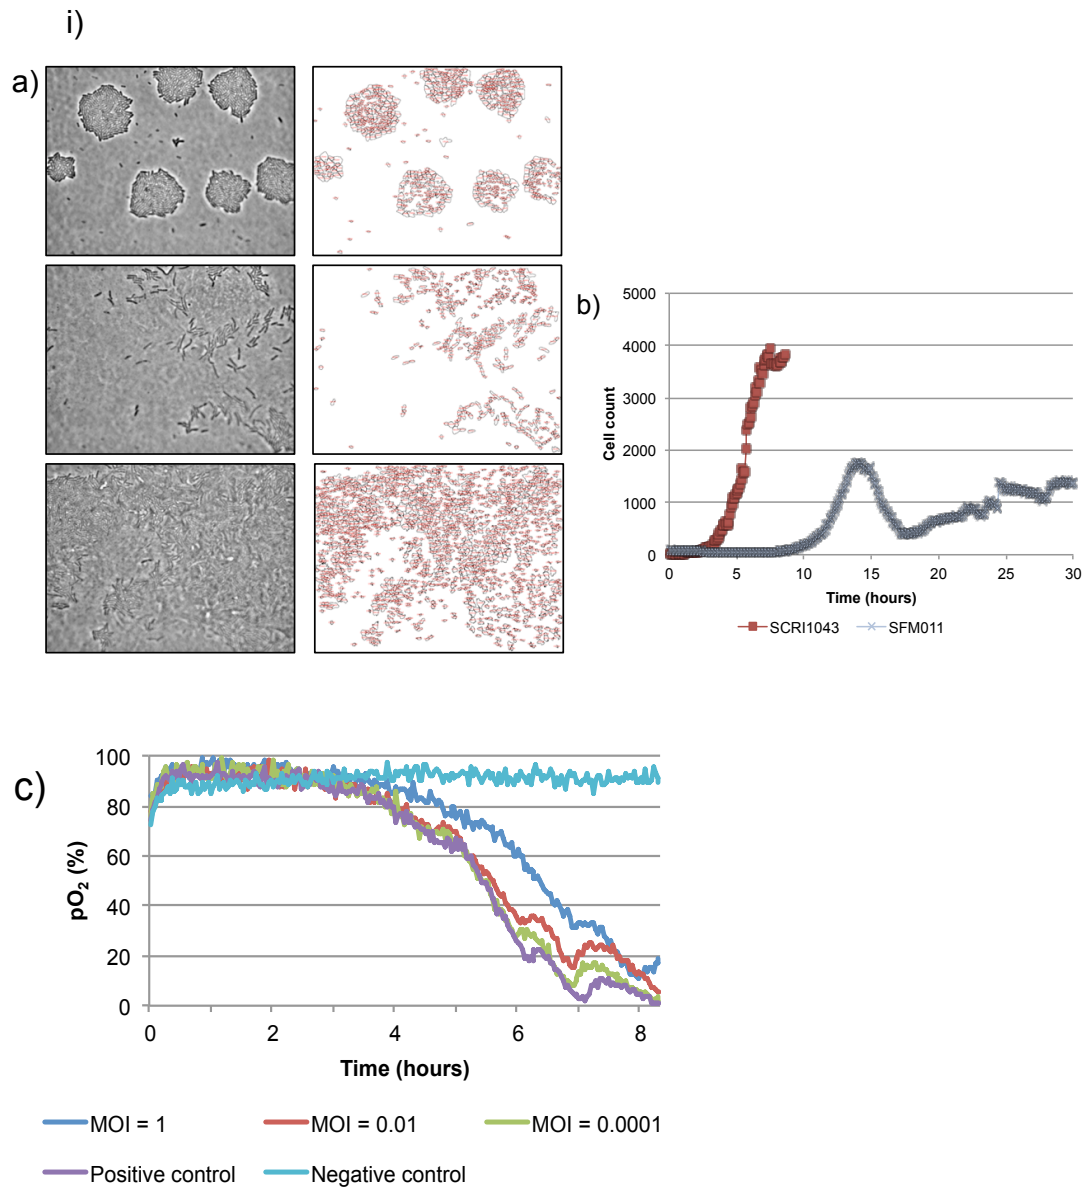 i)
a)
b)
5000
4000
3000
2000
1000
0
Cell count
0 5 10 15 20 25 30
Time (hours)
SCRI1043 SFM011
c)
100
80
60
40
20
0
pO₂ (%)
0 2 4 6 8
Time (hours)
MOI = 1 MOI = 0.01 MOI = 0.0001
Positive control Negative control